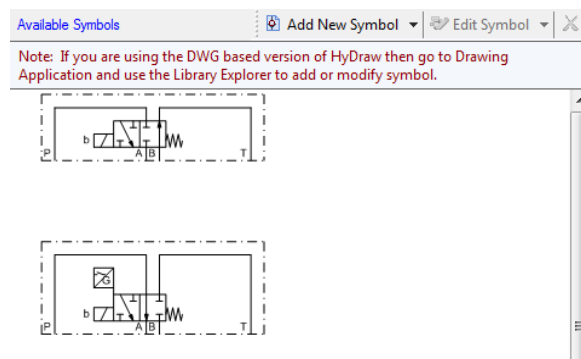 Available Symbols Add New Symbol Edit Symbol
Note: If you are using the DWG based version of HyDraw then go to Drawing
Application and use the Library Explorer to add or modify symbol.
b
P A B T
G
b
P A B T